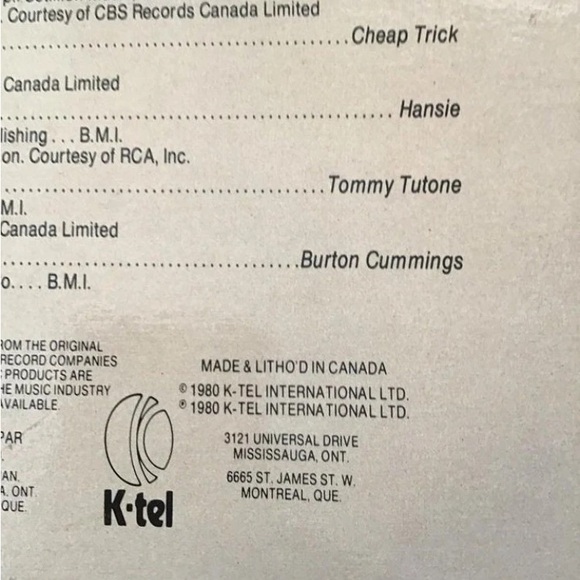 . Courtesy of CBS Records Canada Limited
Cheap Trick
Canada Limited
Hansie
lishing . . . B.M.I.
on. Courtesy of RCA, Inc.
Tommy Tutone
M.I.
Canada Limited
Burton Cummings
o. . . . B.M.I.
ROM THE ORIGINAL
RECORD COMPANIES
PRODUCTS ARE
HE MUSIC INDUSTRY
AVAILABLE.
PAR
AN.
A. ONT.
QUE.
K·tel
MADE & LITHO'D IN CANADA
© 1980 K-TEL INTERNATIONAL LTD.
℗ 1980 K-TEL INTERNATIONAL LTD.
3121 UNIVERSAL DRIVE
MISSISSAUGA, ONT.
6665 ST. JAMES ST. W.
MONTREAL, QUE.